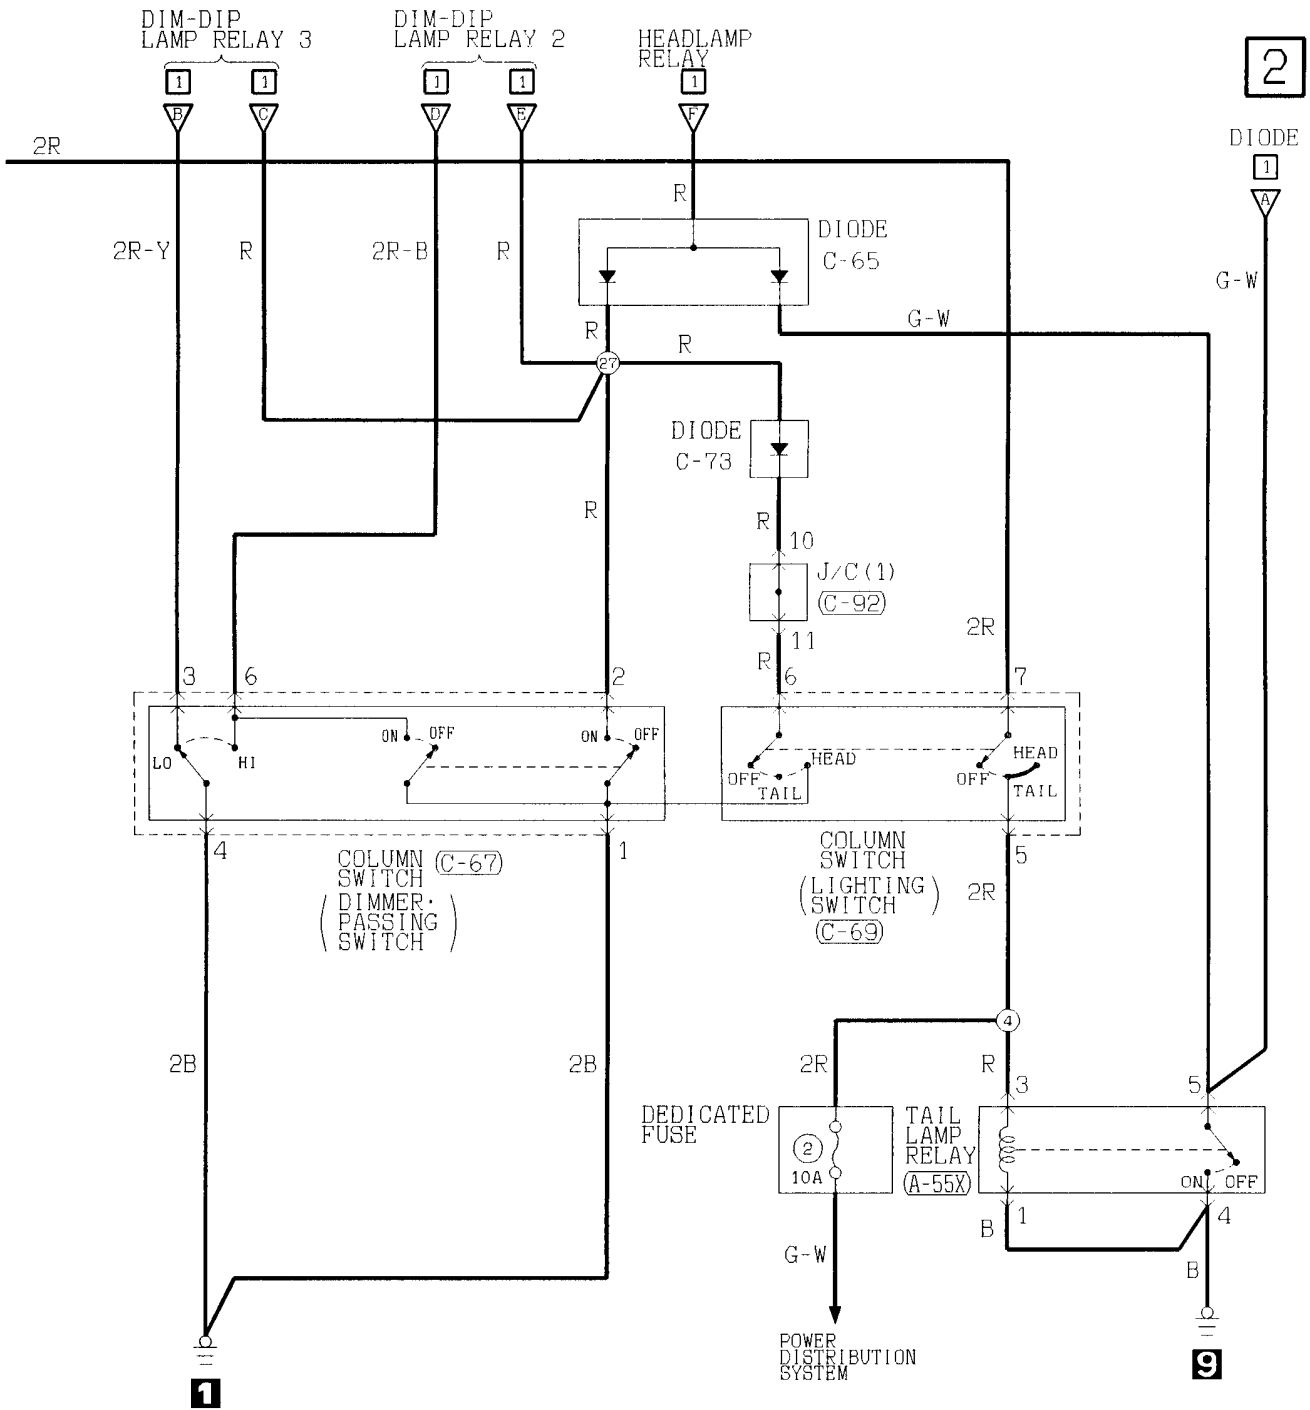 DIM-DIP
LAMP RELAY 3
DIM-DIP
LAMP RELAY 2
HEADLAMP
RELAY
2
1
1
1
1
1
B
C
D
E
F
DIODE
1
A
2R
R
2R-Y
R
2R-B
R
DIODE
C-65
G-W
R
R
G-W
27
DIODE
C-73
R
R
10
J/C(1)
C-92
11
2R
R
3
6
2
6
7
ON
OFF
ON
OFF
LO
HI
HEAD
OFF
TAIL
HEAD
OFF
TAIL
4
1
5
COLUMN
SWITCH
C-67
(DIMMER·
PASSING
SWITCH)
COLUMN
SWITCH
(LIGHTING
SWITCH)
C-69
2R
4
2B
2B
2R
R
3
5
DEDICATED
FUSE
2
10A
TAIL
LAMP
RELAY
A-55X
ON
OFF
1
4
B
G-W
B
POWER
DISTRIBUTION
SYSTEM
1
9